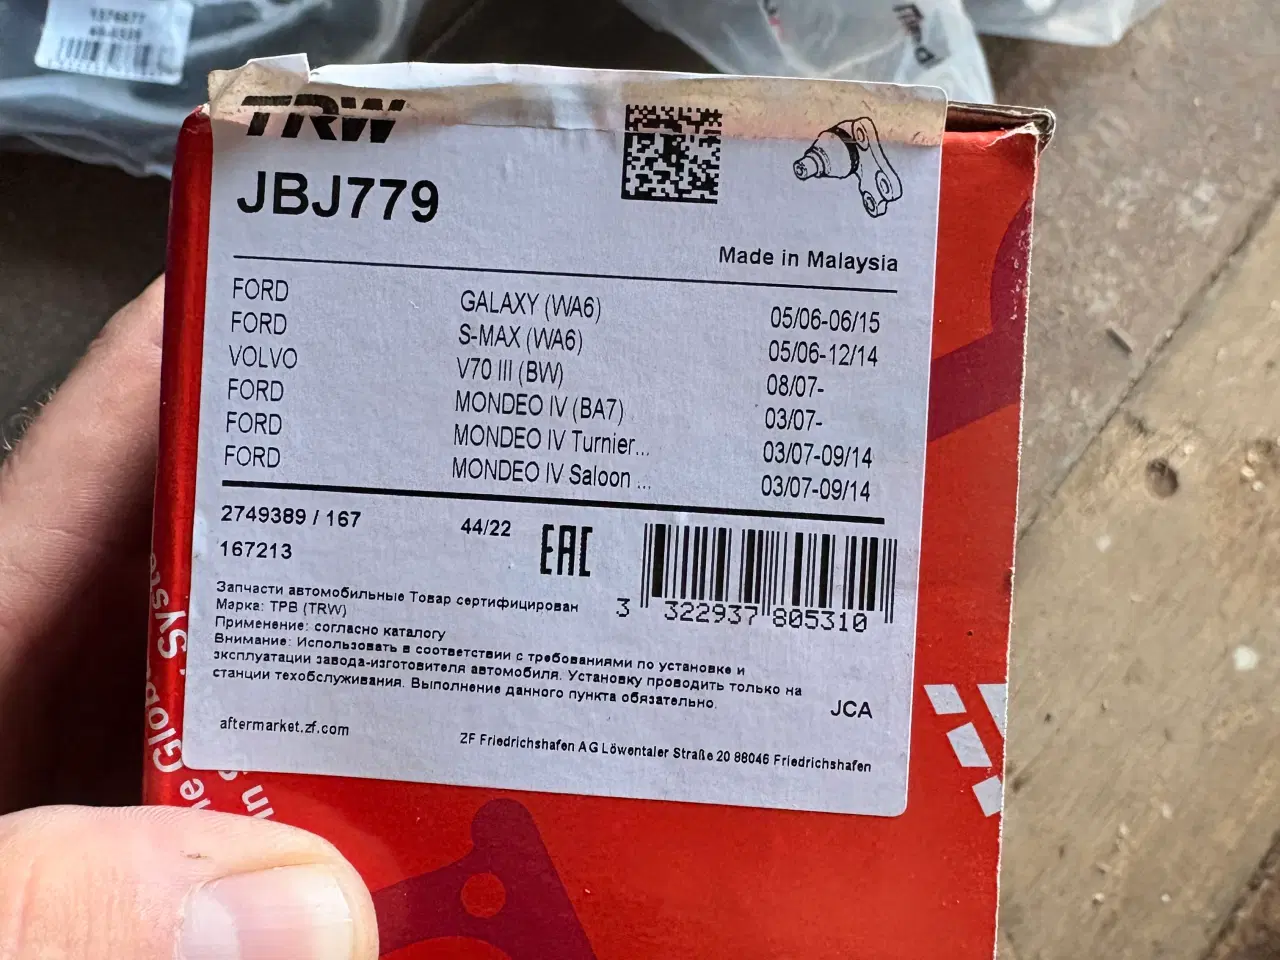 1376877
TRW
JBJ779
Made in Malaysia
FORD GALAXY (WA6) 05/06-06/15
FORD S-MAX (WA6) 05/06-12/14
VOLVO V70 III (BW) 08/07-
FORD MONDEO IV (BA7) 03/07-
FORD MONDEO IV Turnier... 03/07-09/14
FORD MONDEO IV Saloon ... 03/07-09/14
2749389 / 167 44/22 EAC
167213
3 322937 805310
Запчасти автомобильные Товар сертифицирован
Марка: ТРВ (TRW)
Применение: согласно каталогу
Внимание: Использовать в соответствии с требованиями по установке и
эксплуатации завода-изготовителя автомобиля. Установку проводить только на
станции техобслуживания. Выполнение данного пункта обязательно.
JCA
aftermarket.zf.com
ZF Friedrichshafen AG Löwentaler Straße 20 88046 Friedrichshafen